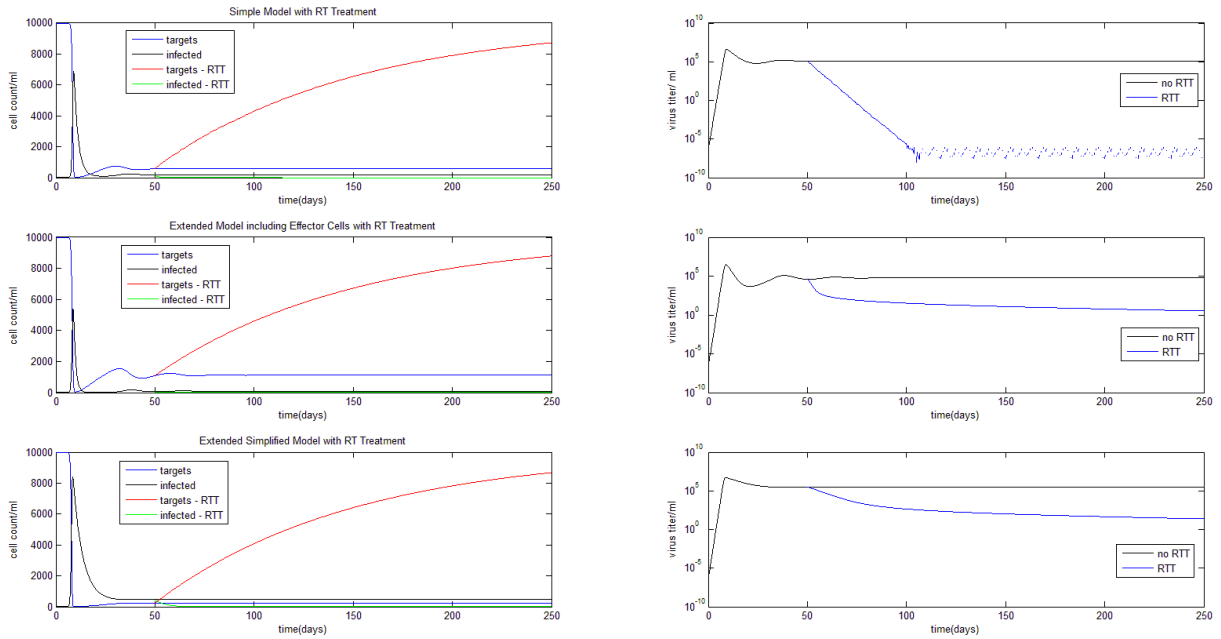 Simple Model with RT Treatment
10000
8000
6000
4000
2000
0
cell count/ml
targets
infected
targets - RTT
infected - RTT
0 50 100 150 200 250
time(days)
10^10
10^5
10^0
10^-5
10^-10
virus titer/ ml
no RTT
RTT
0 50 100 150 200 250
time(days)
Extended Model including Effector Cells with RT Treatment
10000
8000
6000
4000
2000
0
cell count/ml
targets
infected
targets - RTT
infected - RTT
0 50 100 150 200 250
time(days)
10^10
10^5
10^0
10^-5
10^-10
virus titer/ml
no RTT
RTT
0 50 100 150 200 250
time(days)
Extended Simplified Model with RT Treatment
10000
8000
6000
4000
2000
0
cell count/ml
targets
infected
targets - RTT
infected - RTT
0 50 100 150 200 250
time(days)
10^10
10^5
10^0
10^-5
10^-10
virus titer/ml
no RTT
RTT
0 50 100 150 200 250
time(days)